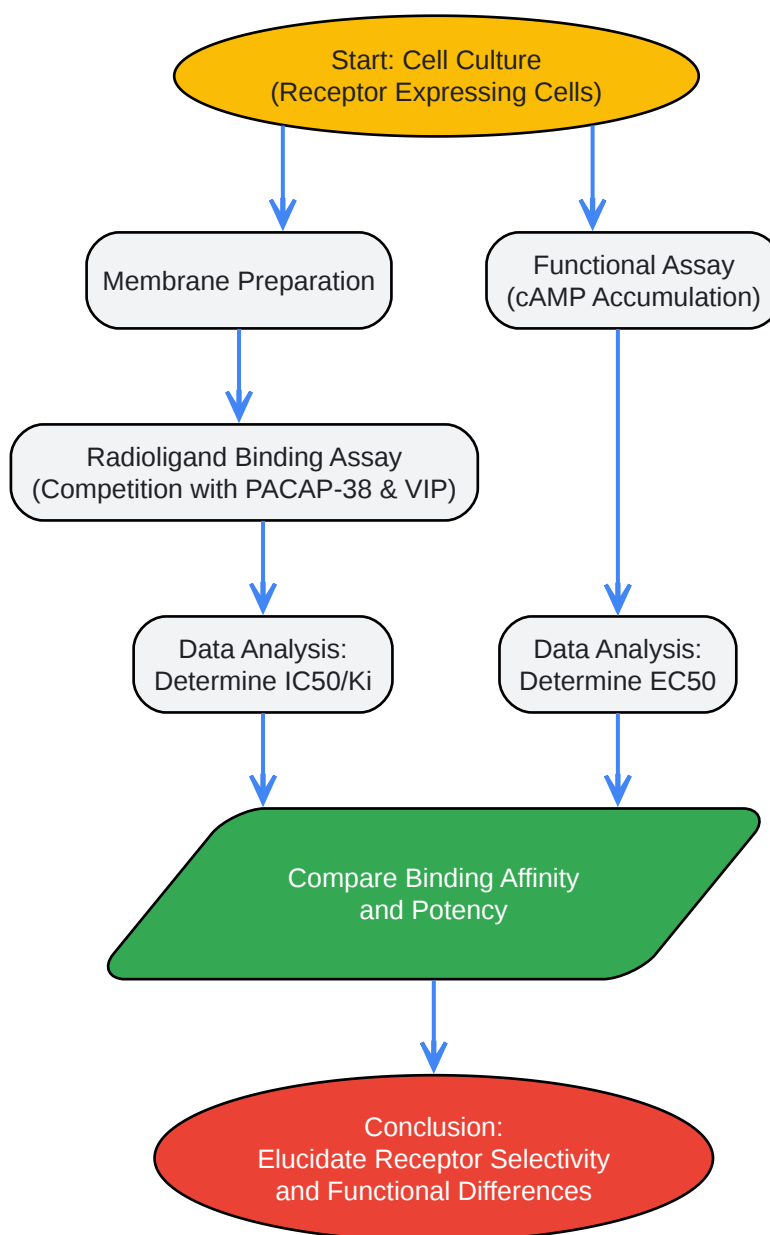 Start: Cell Culture
(Receptor Expressing Cells)
Membrane Preparation
Functional Assay
(cAMP Accumulation)
Radioligand Binding Assay
(Competition with PACAP-38 & VIP)
Data Analysis:
Determine IC50/Ki
Data Analysis:
Determine EC50
Compare Binding Affinity
and Potency
Conclusion:
Elucidate Receptor Selectivity
and Functional Differences